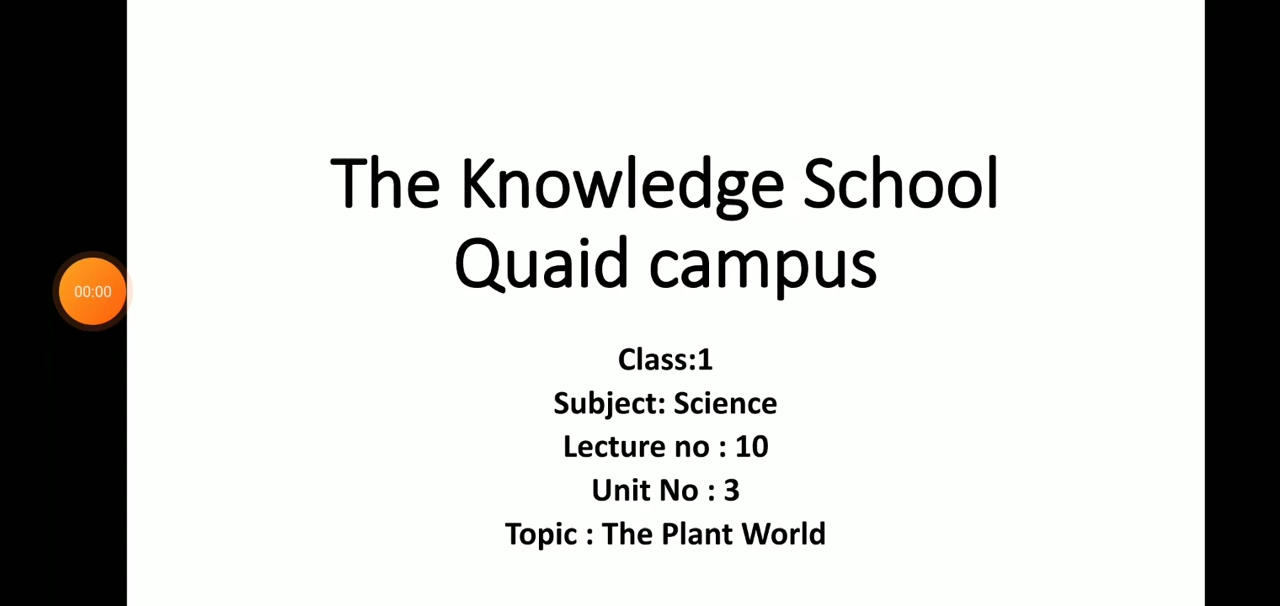 The Knowledge School
Quaid campus
00:00
Class:1
Subject: Science
Lecture no : 10
Unit No : 3
Topic : The Plant World